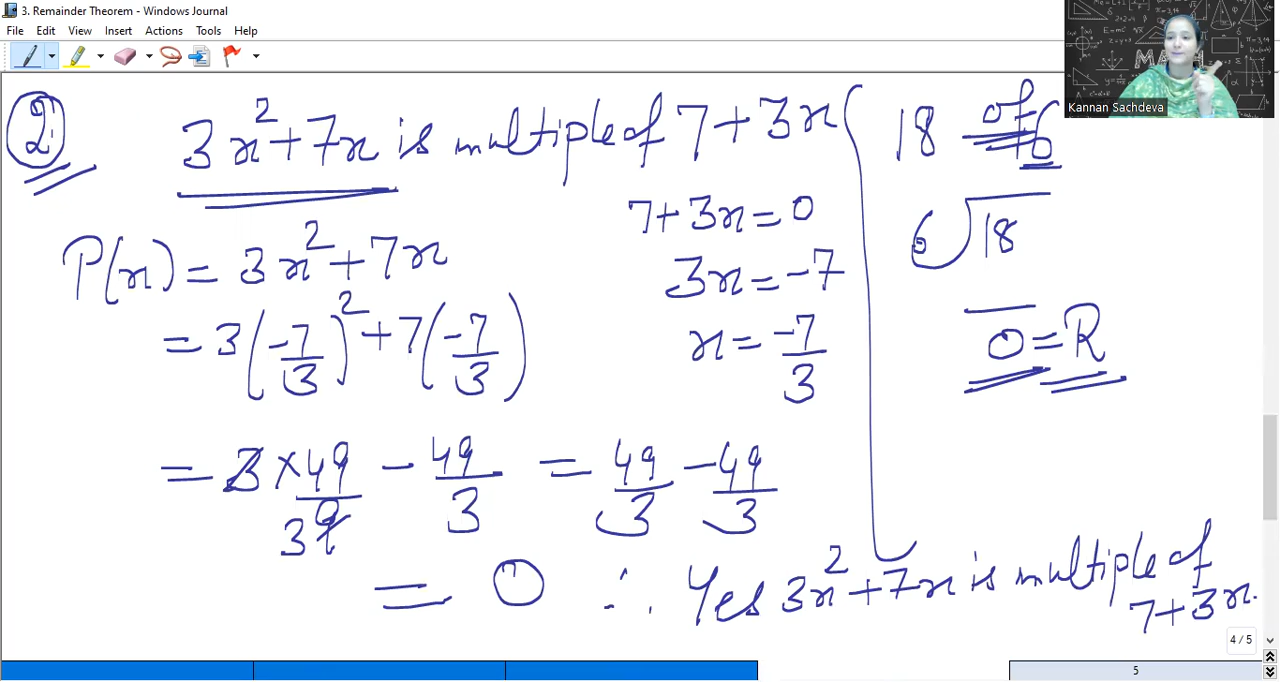 3. Remainder Theorem - Windows Journal
File Edit View Insert Actions Tools Help
Kannan Sachdeva
2. 3x² + 7x is multiple of 7 + 3x
18 of 6
7 + 3x = 0
6 ) 18
P(x) = 3x² + 7x
3x = -7
= 3(-7/3)² + 7(-7/3)
x = -7/3
0 = R
= 3 × 49/9 3 - 49/3 = 49/3 - 49/3
= 0 ∴ Yes 3x² + 7x is multiple of
7 + 3x.
4 / 5
5